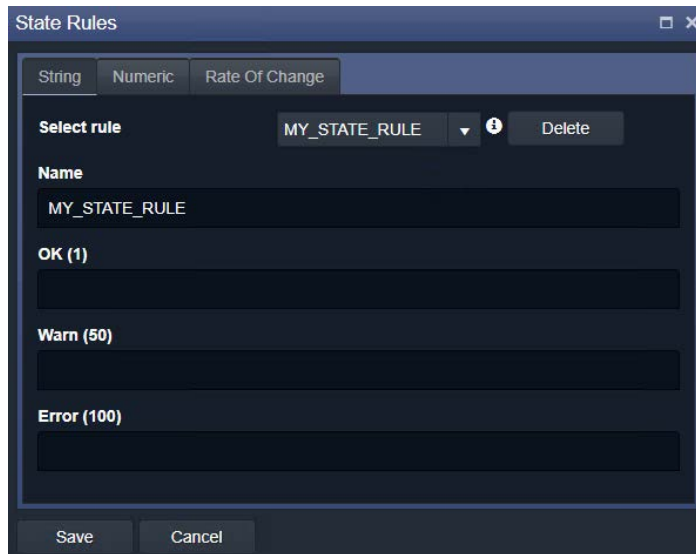 State Rules
String Numeric Rate Of Change
Select rule MY_STATE_RULE Delete
Name
MY_STATE_RULE
OK (1)
Warn (50)
Error (100)
Save Cancel